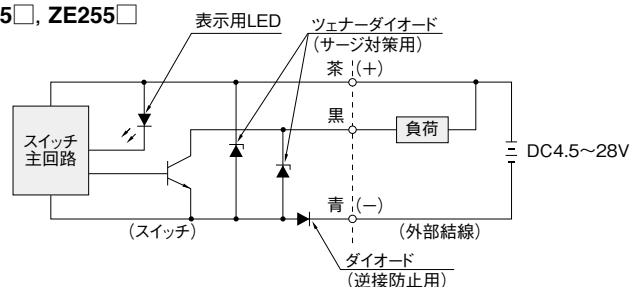 5□, ZE255□
表示用LED
ツェナーダイオード
(サージ対策用)
茶 (+)
黒
負荷
スイッチ
主回路
DC4.5～28V
青 (−)
(スイッチ)
(外部結線)
ダイオード
(逆接防止用)